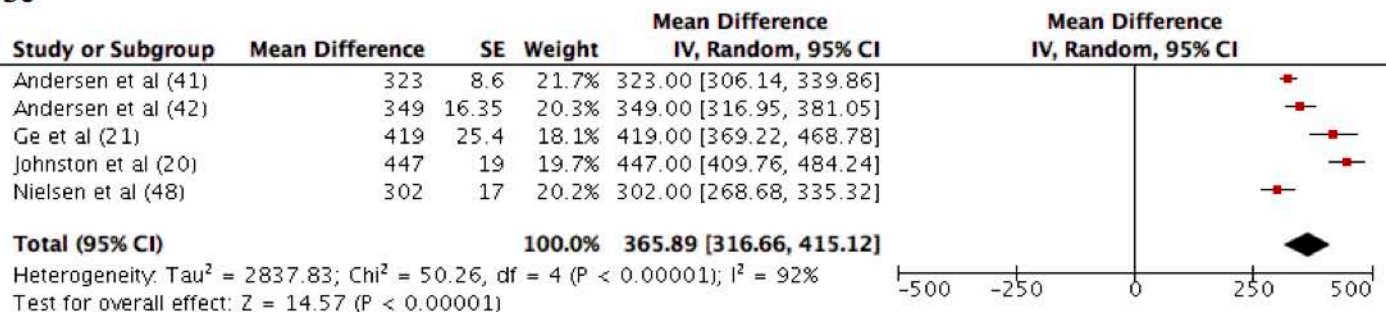 Mean Difference Mean Difference
Study or Subgroup Mean Difference SE Weight IV, Random, 95% CI IV, Random, 95% CI
Andersen et al (41) 323 8.6 21.7% 323.00 [306.14, 339.86]
Andersen et al (42) 349 16.35 20.3% 349.00 [316.95, 381.05]
Ge et al (21) 419 25.4 18.1% 419.00 [369.22, 468.78]
Johnston et al (20) 447 19 19.7% 447.00 [409.76, 484.24]
Nielsen et al (48) 302 17 20.2% 302.00 [268.68, 335.32]
Total (95% CI) 100.0% 365.89 [316.66, 415.12]
Heterogeneity: Tau² = 2837.83; Chi² = 50.26, df = 4 (P < 0.00001); I² = 92%
-500 -250 0 250 500
Test for overall effect: Z = 14.57 (P < 0.00001)